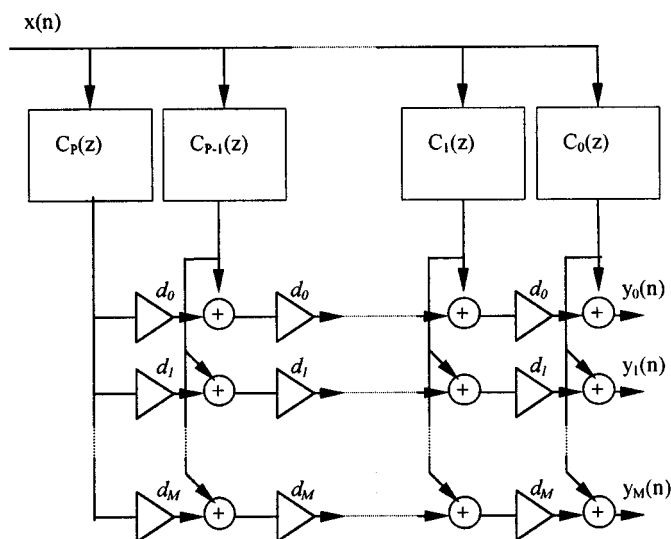 x(n)
C_P(z) C_{P-1}(z) C_1(z) C_0(z)
d_0 d_0 d_0 y_0(n)
+ + +
d_1 d_1 d_1 y_1(n)
+ + +
d_M d_M d_M y_M(n)
+ + +